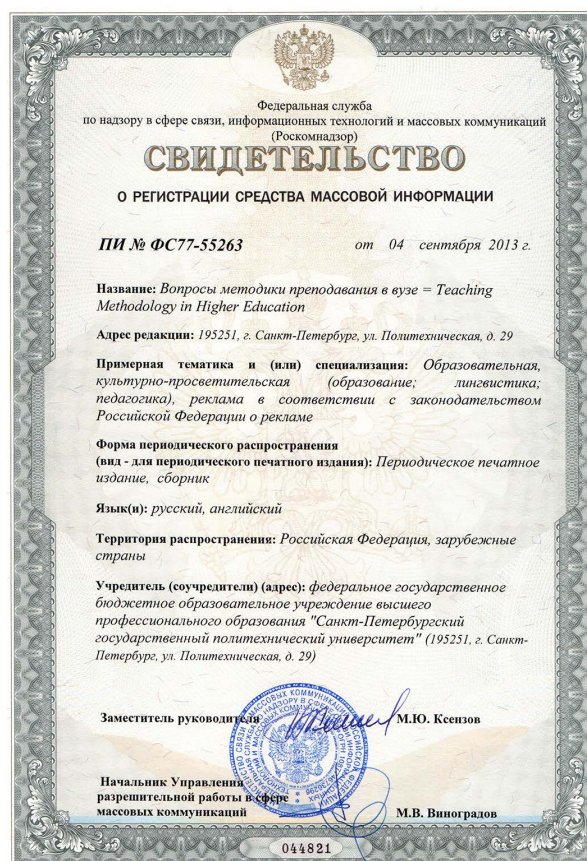 Федеральная служба
по надзору в сфере связи, информационных технологий и массовых коммуникаций
(Роскомнадзор)
СВИДЕТЕЛЬСТВО
О РЕГИСТРАЦИИ СРЕДСТВА МАССОВОЙ ИНФОРМАЦИИ
ПИ № ФС77-55263 от 04 сентября 2013 г.
Название: Вопросы методики преподавания в вузе = Teaching
Methodology in Higher Education
Адрес редакции: 195251, г. Санкт-Петербург, ул. Политехническая, д. 29
Примерная тематика и (или) специализация: Образовательная,
культурно-просветительская (образование; лингвистика;
педагогика), реклама в соответствии с законодательством
Российской Федерации о рекламе
Форма периодического распространения
(вид - для периодического печатного издания): Периодическое печатное
издание, сборник
Язык(и): русский, английский
Территория распространения: Российская Федерация, зарубежные
страны
Учредитель (соучредители) (адрес): федеральное государственное
бюджетное образовательное учреждение высшего
профессионального образования "Санкт-Петербургский
государственный политехнический университет" (195251, г. Санкт-
Петербург, ул. Политехническая, д. 29)
Заместитель руководителя М.Ю. Ксензов
Начальник Управления
разрешительной работы в сфере
массовых коммуникаций М.В. Виноградов
044821